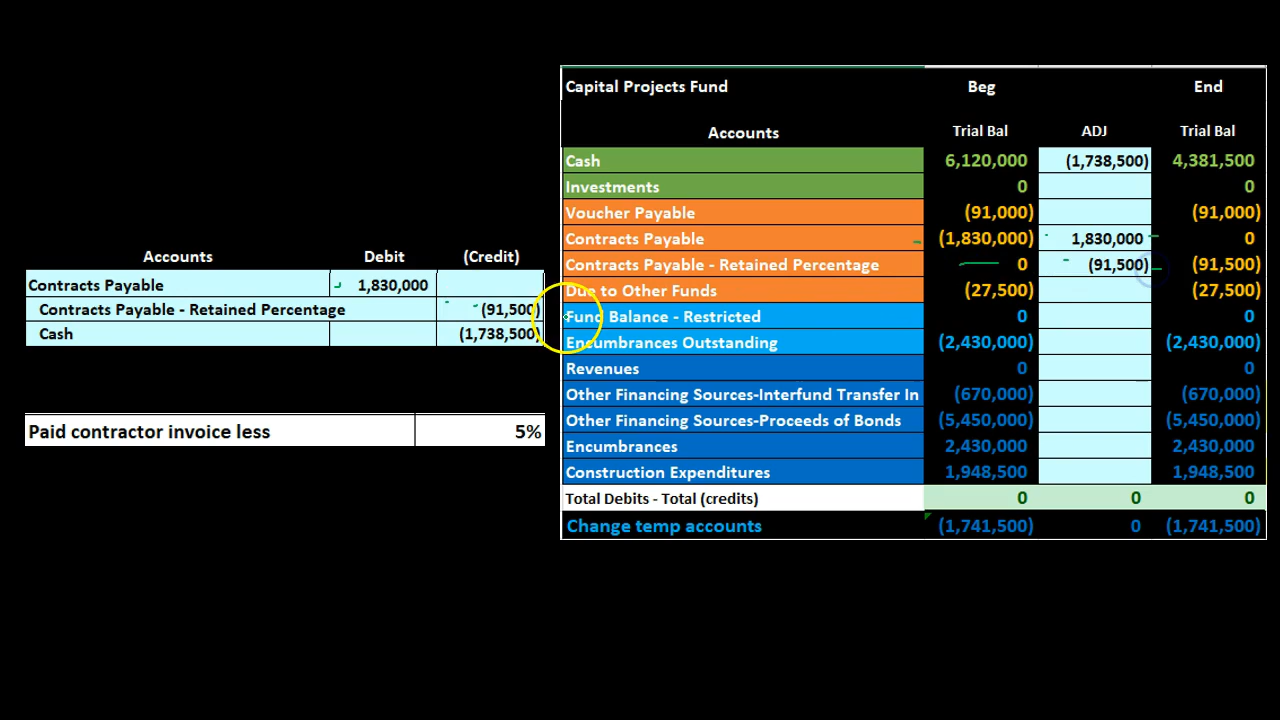 Capital Projects Fund Beg End
Accounts Trial Bal ADJ Trial Bal
Cash 6,120,000 (1,738,500) 4,381,500
Investments 0 0
Voucher Payable (91,000) (91,000)
Contracts Payable (1,830,000) 1,830,000 0
Contracts Payable - Retained Percentage 0 (91,500) (91,500)
Due to Other Funds (27,500) (27,500)
Fund Balance - Restricted 0 0
Encumbrances Outstanding (2,430,000) (2,430,000)
Revenues 0 0
Other Financing Sources-Interfund Transfer In (670,000) (670,000)
Other Financing Sources-Proceeds of Bonds (5,450,000) (5,450,000)
Encumbrances 2,430,000 2,430,000
Construction Expenditures 1,948,500 1,948,500
Total Debits - Total (credits) 0 0 0
Change temp accounts (1,741,500) 0 (1,741,500)
Accounts Debit (Credit)
Contracts Payable 1,830,000
Contracts Payable - Retained Percentage (91,500)
Cash (1,738,500)
Paid contractor invoice less 5%